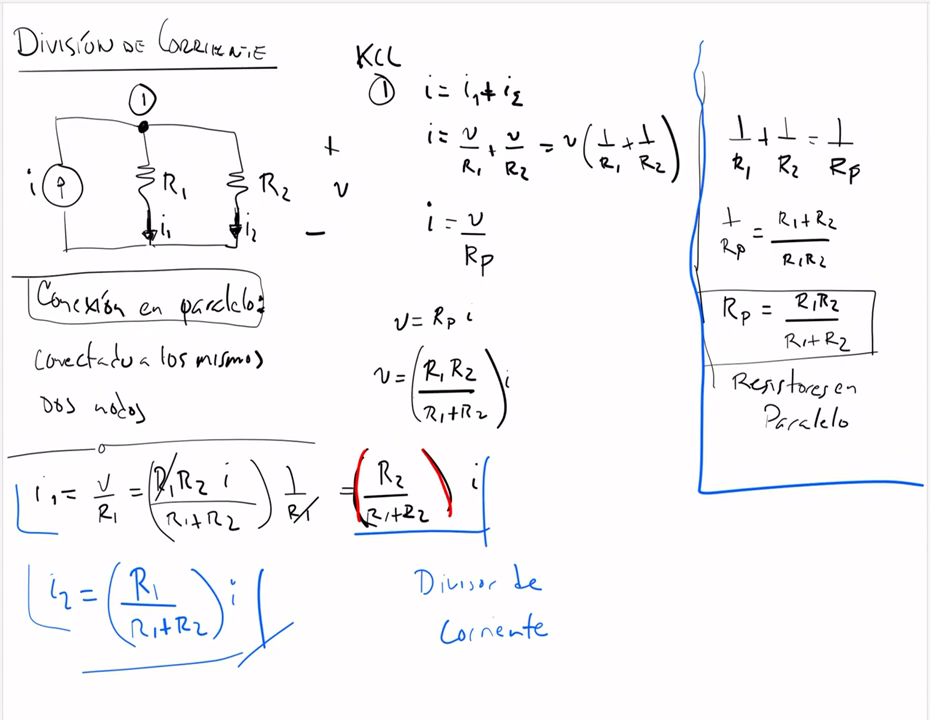 DIVISIÓN DE CORRIENTE
1
i
R₁
R₂
i₁
i₂
+
v
−
Conexión en paralelo:
conectado a los mismos
dos nodos
KCL
① i = i₁ + i₂
i = v/R₁ + v/R₂ = v(1/R₁ + 1/R₂)
i = v/Rp
v = Rp i
v = (R₁R₂/(R₁+R₂)) i
i₁ = v/R₁ = (R₁R₂ i/(R₁+R₂)) 1/R₁ = (R₂/(R₁+R₂)) i
i₂ = (R₁/(R₁+R₂)) i
Divisor de
Corriente
1/R₁ + 1/R₂ = 1/Rp
1/Rp = (R₁+R₂)/(R₁R₂)
Rp = R₁R₂/(R₁+R₂)
Resistores en
Paralelo